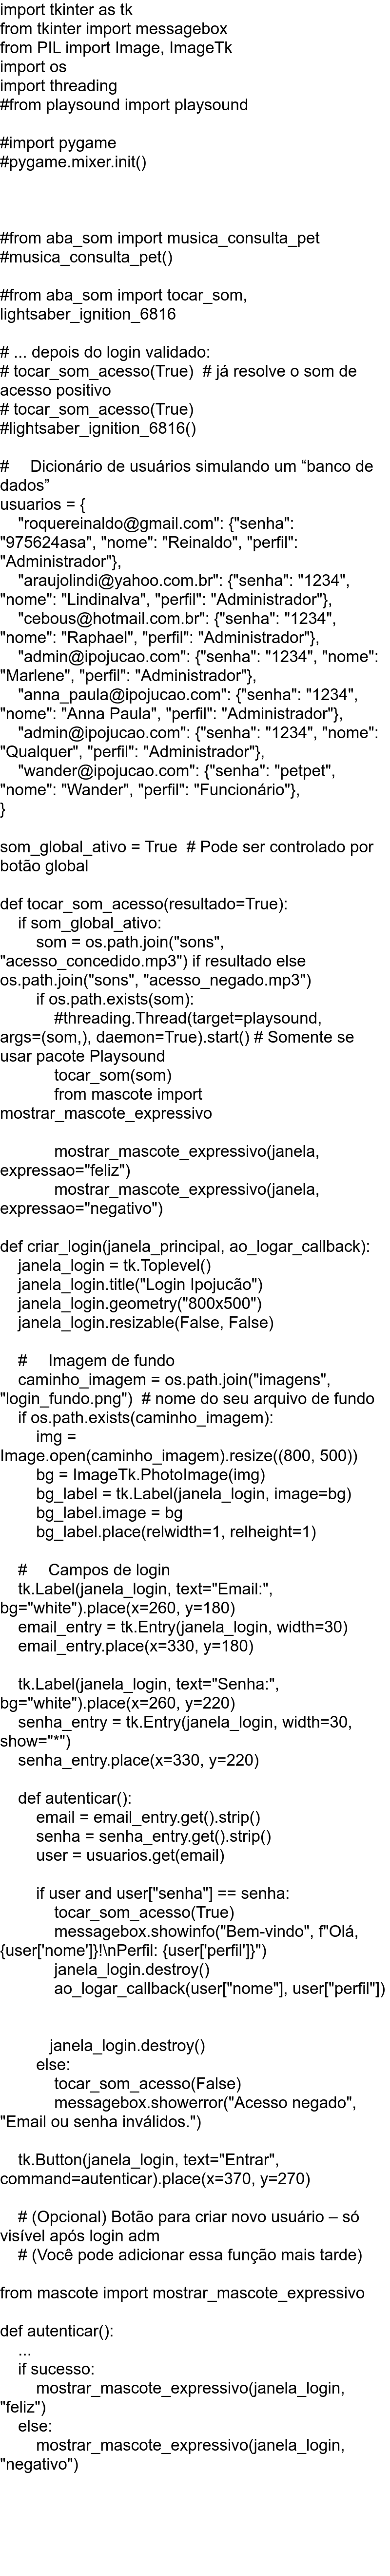 import tkinter as tk
from tkinter import messagebox
from PIL import Image, ImageTk
import os
import threading
#from playsound import playsound
#import pygame
#pygame.mixer.init()
#from aba_som import musica_consulta_pet
#musica_consulta_pet()
#from aba_som import tocar_som,
lightsaber_ignition_6816
# ... depois do login validado:
# tocar_som_acesso(True)  # já resolve o som de
acesso positivo
# tocar_som_acesso(True)
#lightsaber_ignition_6816()
#     Dicionário de usuários simulando um “banco de
dados”
usuarios = {
    "roquereinaldo@gmail.com": {"senha":
"975624asa", "nome": "Reinaldo", "perfil":
"Administrador"},
    "araujolindi@yahoo.com.br": {"senha": "1234",
"nome": "Lindinalva", "perfil": "Administrador"},
    "cebous@hotmail.com.br": {"senha": "1234",
"nome": "Raphael", "perfil": "Administrador"},
    "admin@ipojucao.com": {"senha": "1234", "nome":
"Marlene", "perfil": "Administrador"},
    "anna_paula@ipojucao.com": {"senha": "1234",
"nome": "Anna Paula", "perfil": "Administrador"},
    "admin@ipojucao.com": {"senha": "1234", "nome":
"Qualquer", "perfil": "Administrador"},
    "wander@ipojucao.com": {"senha": "petpet",
"nome": "Wander", "perfil": "Funcionário"},
}
som_global_ativo = True  # Pode ser controlado por
botão global
def tocar_som_acesso(resultado=True):
    if som_global_ativo:
        som = os.path.join("sons",
"acesso_concedido.mp3") if resultado else
os.path.join("sons", "acesso_negado.mp3")
        if os.path.exists(som):
            #threading.Thread(target=playsound,
args=(som,), daemon=True).start() # Somente se
usar pacote Playsound
            tocar_som(som)
            from mascote import
mostrar_mascote_expressivo
            mostrar_mascote_expressivo(janela,
expressao="feliz")
            mostrar_mascote_expressivo(janela,
expressao="negativo")
def criar_login(janela_principal, ao_logar_callback):
    janela_login = tk.Toplevel()
    janela_login.title("Login Ipojucão")
    janela_login.geometry("800x500")
    janela_login.resizable(False, False)
    #     Imagem de fundo
    caminho_imagem = os.path.join("imagens",
"login_fundo.png")  # nome do seu arquivo de fundo
    if os.path.exists(caminho_imagem):
        img =
Image.open(caminho_imagem).resize((800, 500))
        bg = ImageTk.PhotoImage(img)
        bg_label = tk.Label(janela_login, image=bg)
        bg_label.image = bg
        bg_label.place(relwidth=1, relheight=1)
    #     Campos de login
    tk.Label(janela_login, text="Email:",
bg="white").place(x=260, y=180)
    email_entry = tk.Entry(janela_login, width=30)
    email_entry.place(x=330, y=180)
    tk.Label(janela_login, text="Senha:",
bg="white").place(x=260, y=220)
    senha_entry = tk.Entry(janela_login, width=30,
show="*")
    senha_entry.place(x=330, y=220)
    def autenticar():
        email = email_entry.get().strip()
        senha = senha_entry.get().strip()
        user = usuarios.get(email)
        if user and user["senha"] == senha:
            tocar_som_acesso(True)
            messagebox.showinfo("Bem-vindo", f"Olá,
{user['nome']}!\nPerfil: {user['perfil']}")
            janela_login.destroy()
            ao_logar_callback(user["nome"], user["perfil"])
           janela_login.destroy()
        else:
            tocar_som_acesso(False)
            messagebox.showerror("Acesso negado",
"Email ou senha inválidos.")
    tk.Button(janela_login, text="Entrar",
command=autenticar).place(x=370, y=270)
    # (Opcional) Botão para criar novo usuário – só
visível após login adm
    # (Você pode adicionar essa função mais tarde)
from mascote import mostrar_mascote_expressivo
def autenticar():
    ...
    if sucesso:
        mostrar_mascote_expressivo(janela_login,
"feliz")
    else:
        mostrar_mascote_expressivo(janela_login,
"negativo")